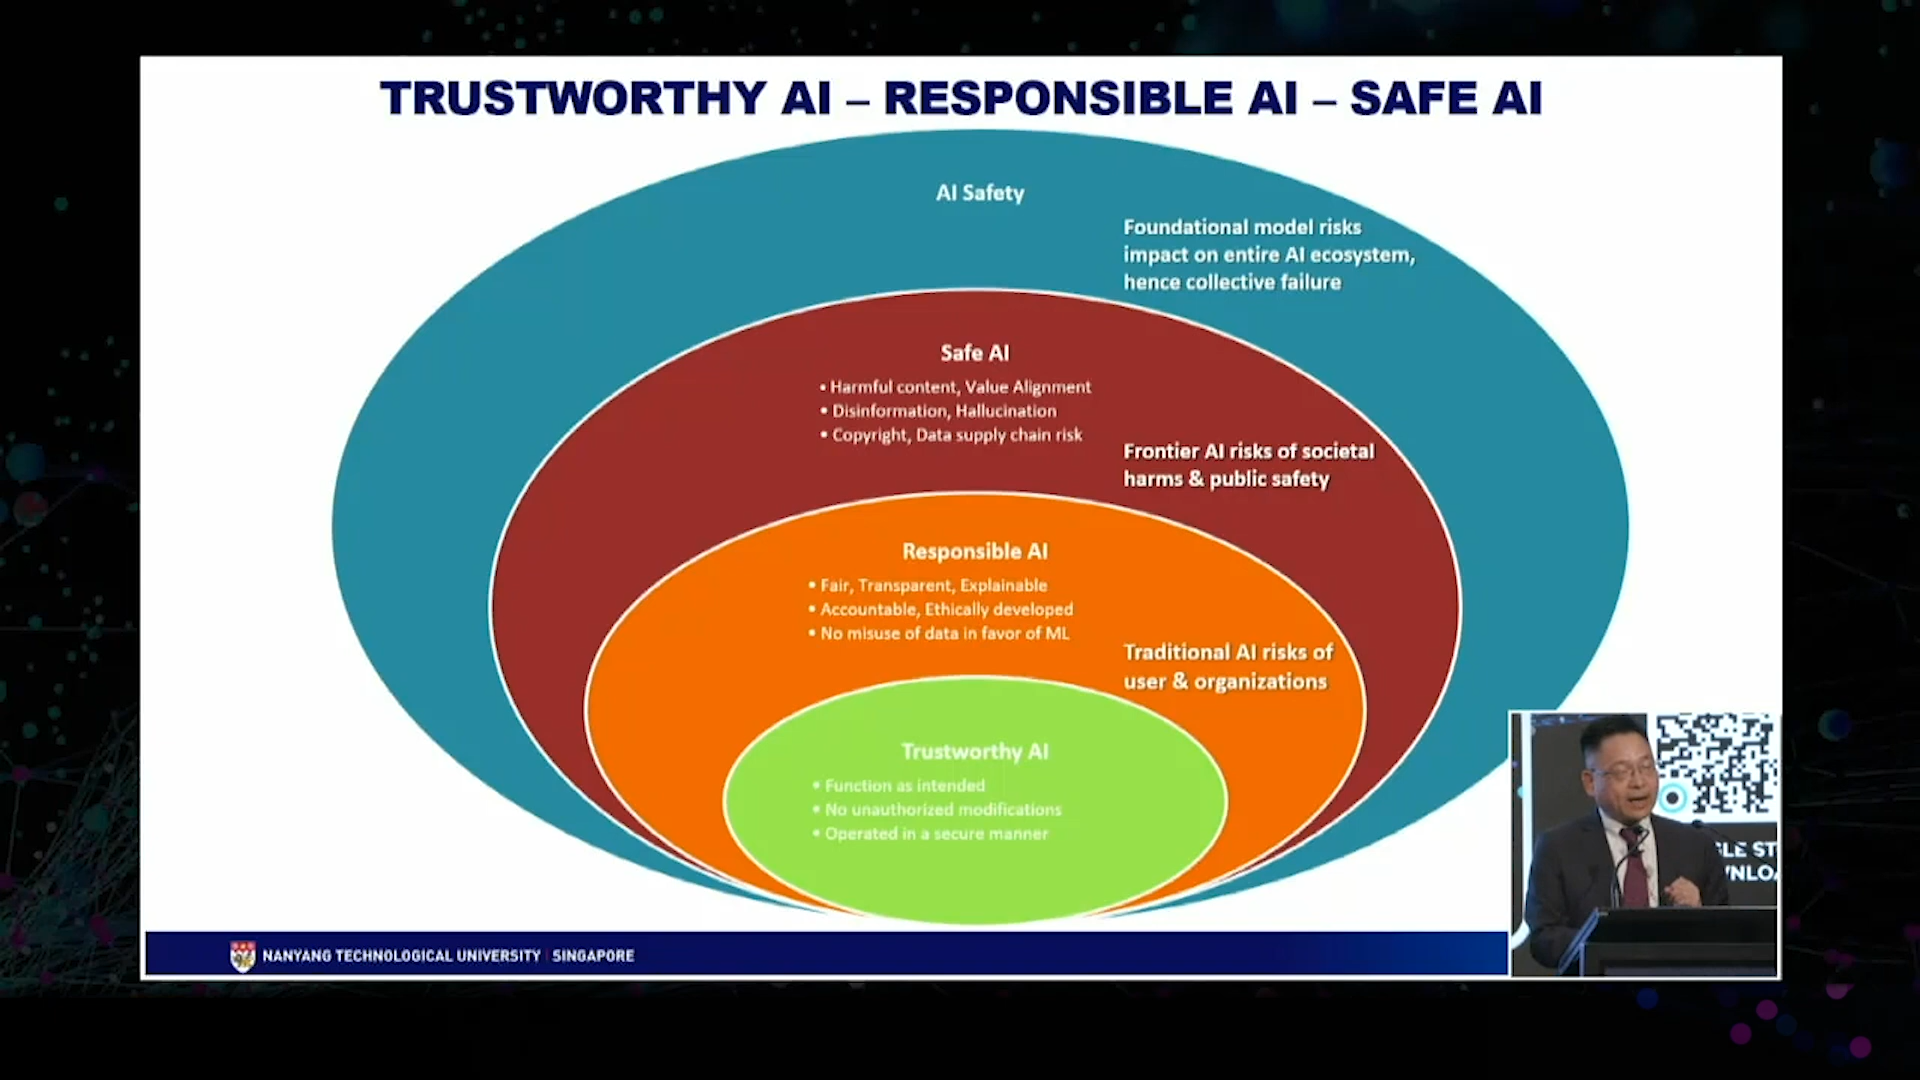 TRUSTWORTHY AI – RESPONSIBLE AI – SAFE AI
AI Safety
Foundational model risks
impact on entire AI ecosystem,
hence collective failure
Safe AI
• Harmful content, Value Alignment
• Disinformation, Hallucination
• Copyright, Data supply chain risk
Frontier AI risks of societal
harms & public safety
Responsible AI
• Fair, Transparent, Explainable
• Accountable, Ethically developed
• No misuse of data in favor of ML
Traditional AI risks of
user & organizations
Trustworthy AI
• Function as intended
• No unauthorized modifications
• Operated in a secure manner
NANYANG TECHNOLOGICAL UNIVERSITY | SINGAPORE